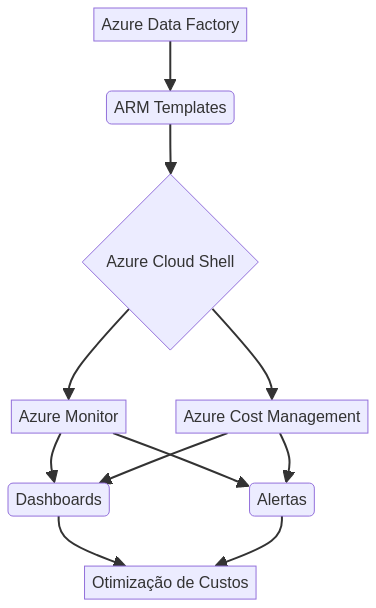 Azure Data Factory
ARM Templates
Azure Cloud Shell
Azure Monitor
Azure Cost Management
Dashboards
Alertas
Otimização de Custos